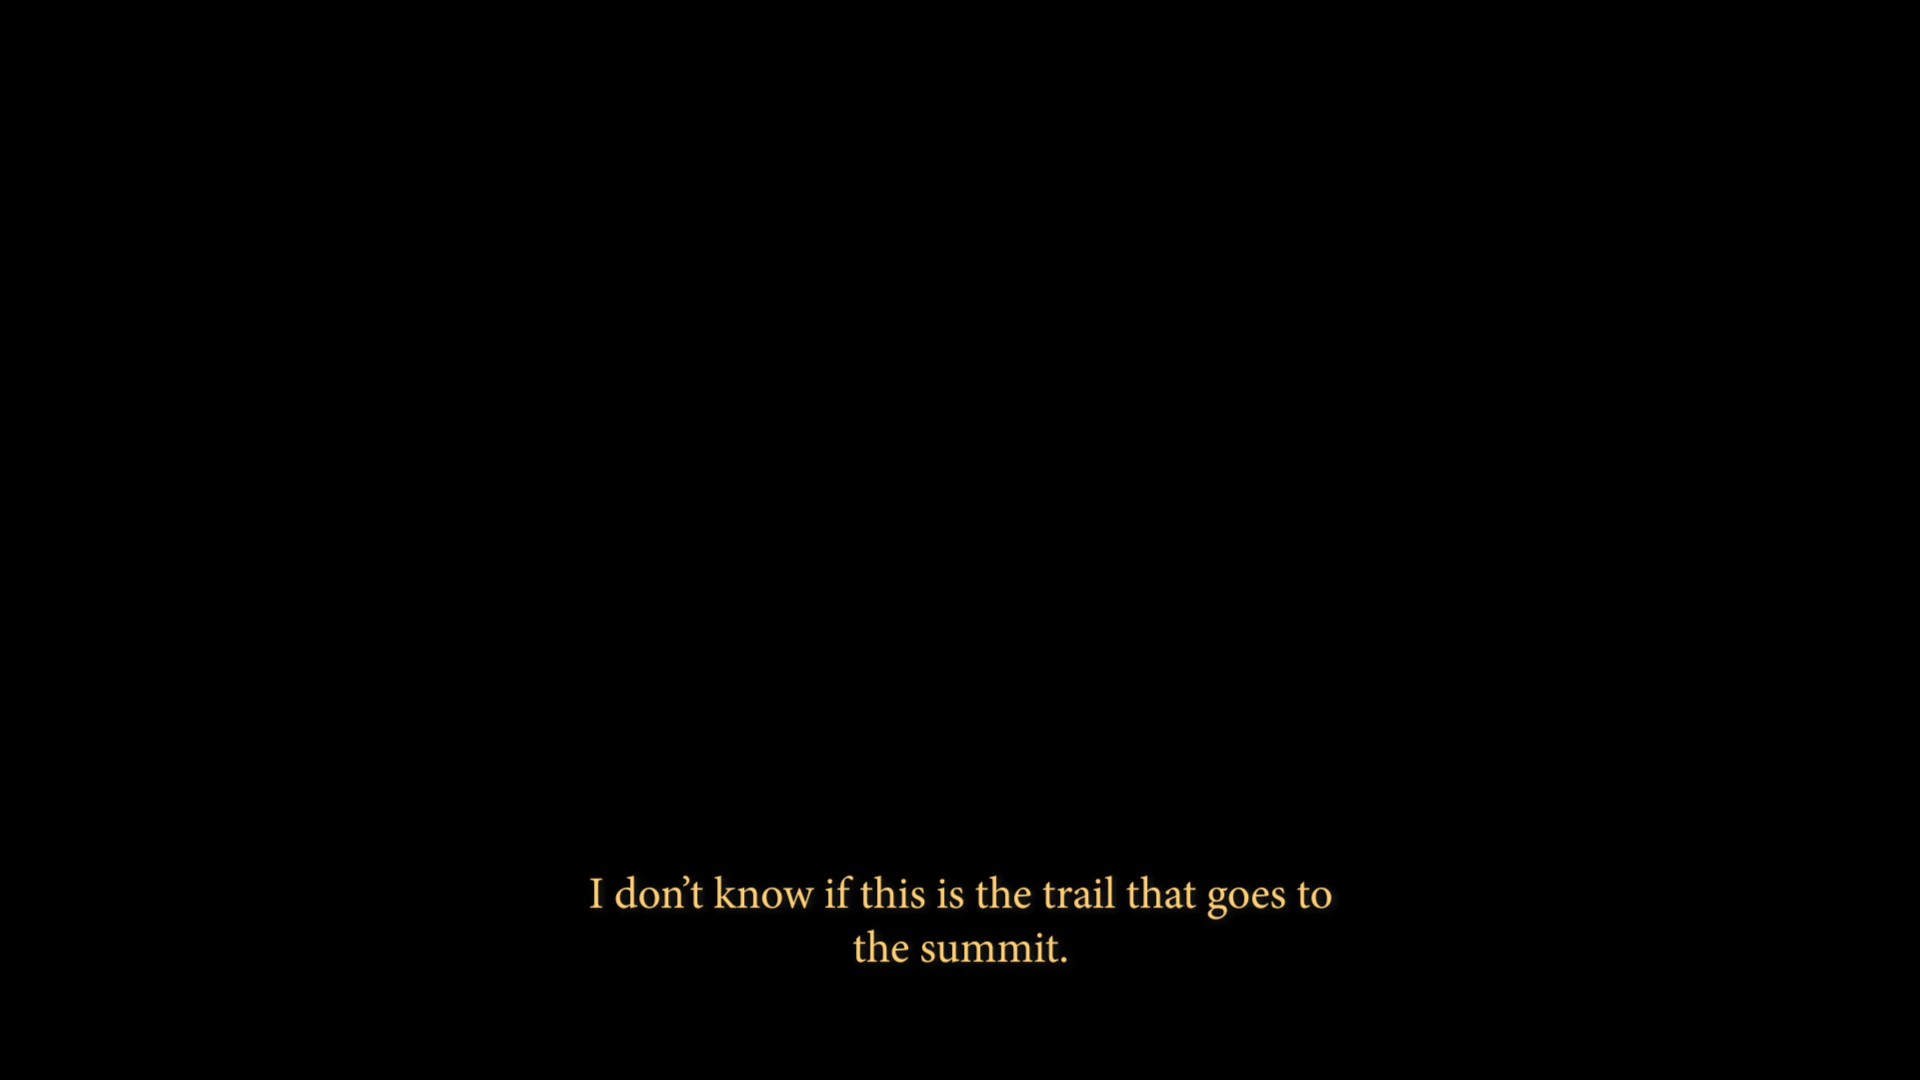 I don’t know if this is the trail that goes to
the summit.